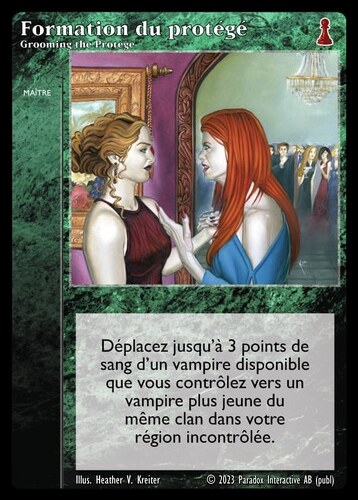 Formation du protégé
Grooming the Protege
MAÎTRE
Déplacez jusqu'à 3 points de
sang d'un vampire disponible
que vous contrôlez vers un
vampire plus jeune du
même clan dans votre
région incontrôlée.
Illus. Heather V. Kreiter © 2023 Paradox Interactive AB (publ)